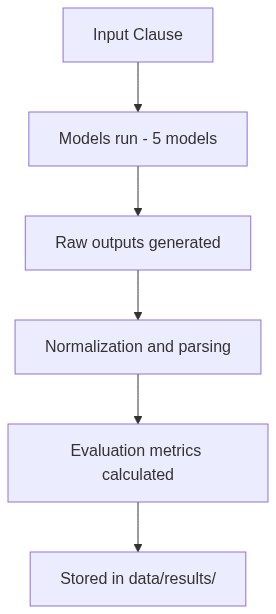 Input Clause
Models run - 5 models
Raw outputs generated
Normalization and parsing
Evaluation metrics
calculated
Stored in data/results/